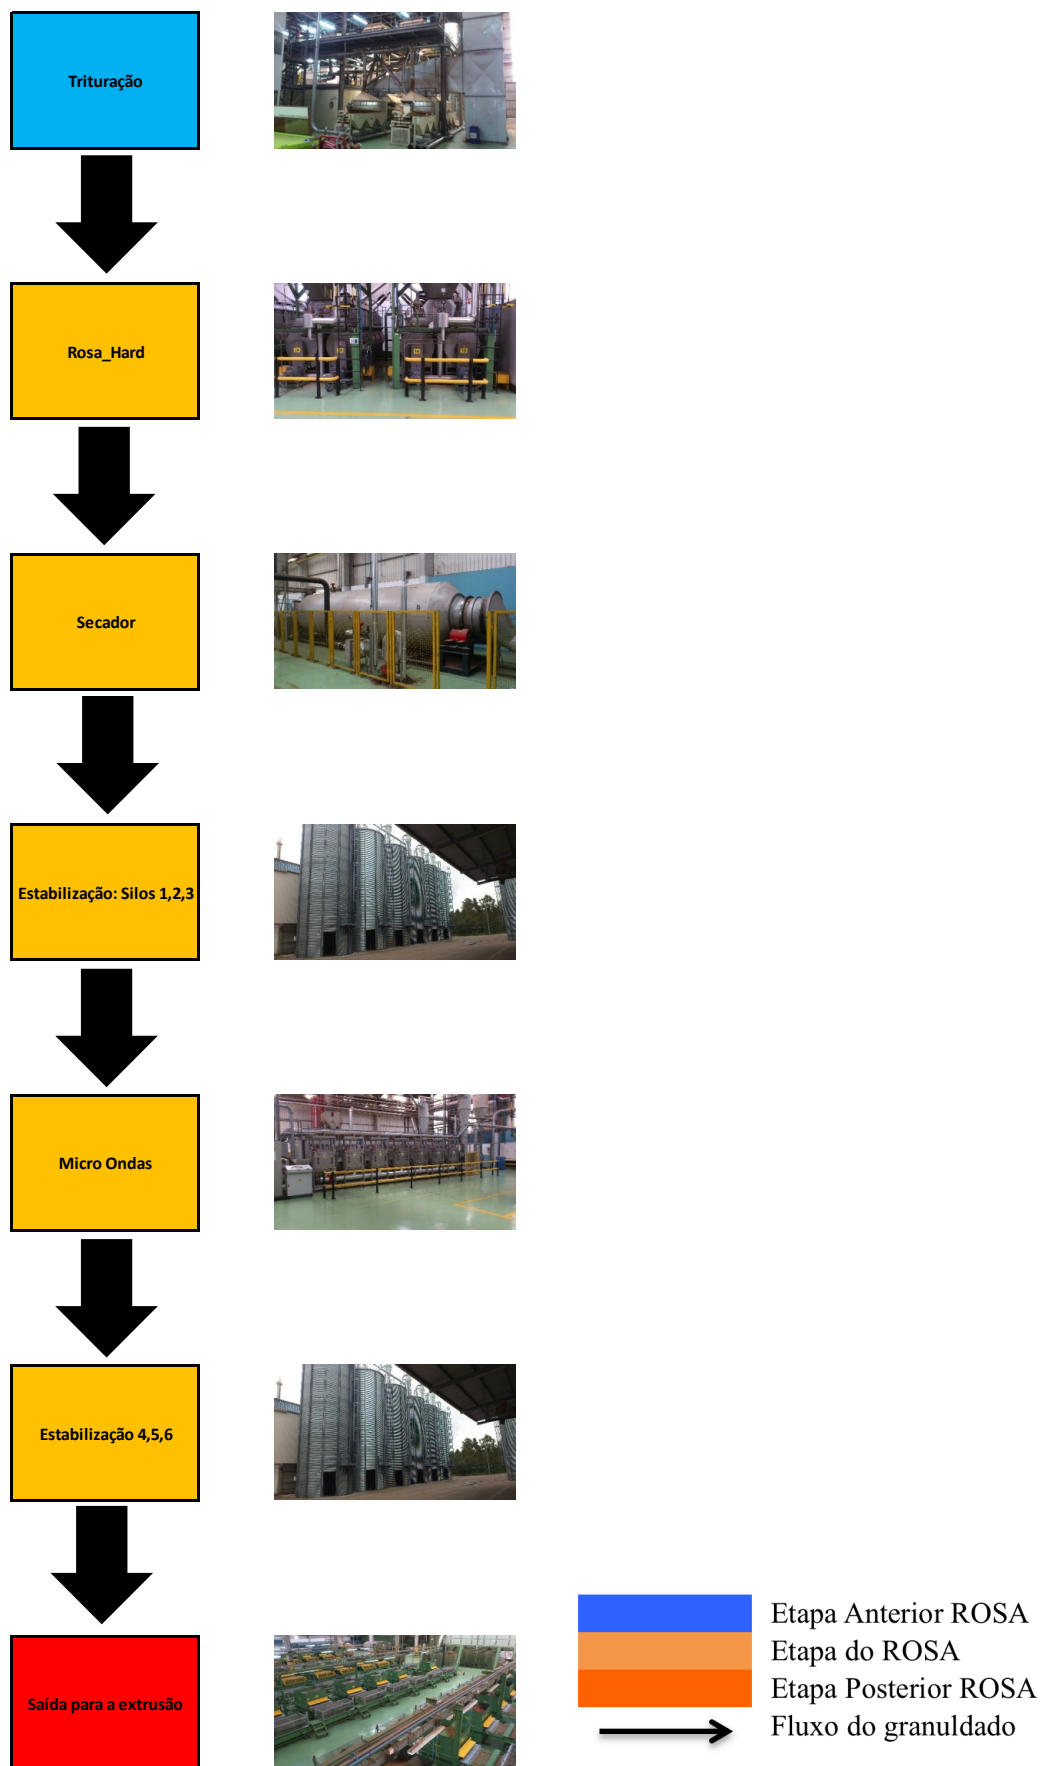 Trituração
Rosa_Hard
Secador
Estabilização: Silos 1,2,3
Micro Ondas
Estabilização 4,5,6
Saída para a extrusão
Etapa Anterior ROSA
Etapa do ROSA
Etapa Posterior ROSA
Fluxo do granuldado